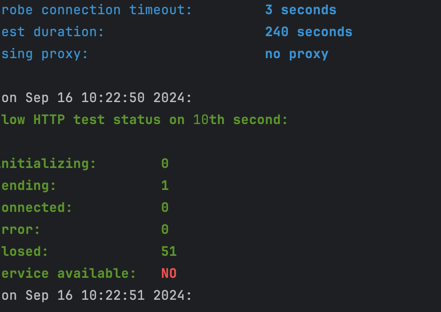 robe connection timeout: 3 seconds
est duration: 240 seconds
sing proxy: no proxy
on Sep 16 10:22:50 2024:
low HTTP test status on 10th second:
nitializing: 0
ending: 1
onnected: 0
rror: 0
losed: 51
ervice available: NO
on Sep 16 10:22:51 2024: